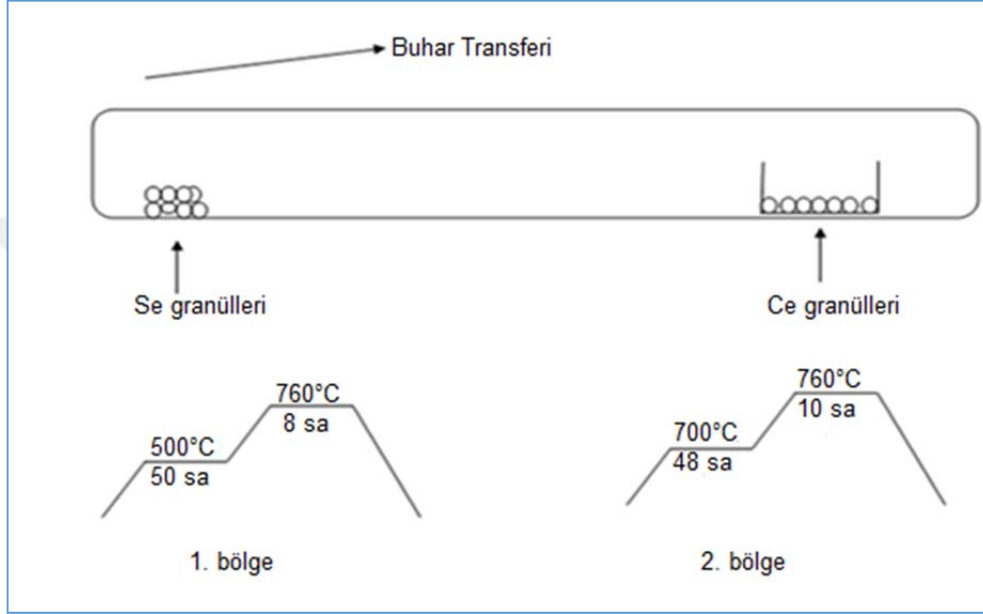 Buhar Transferi
Se granülleri
Ce granülleri
760°C
8 sa
500°C
50 sa
760°C
10 sa
700°C
48 sa
1. bölge
2. bölge